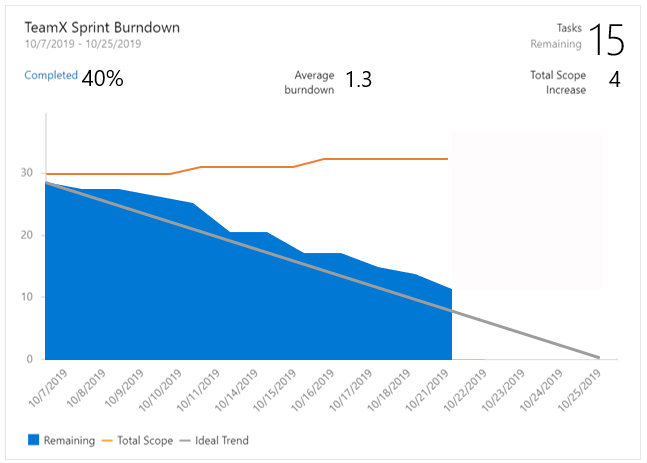 TeamX Sprint Burndown
10/7/2019 - 10/25/2019
Tasks
Remaining
15
Completed 40%
Average
burndown
1.3
Total Scope
Increase
4
30
20
10
0
10/7/2019
10/8/2019
10/9/2019
10/10/2019
10/11/2019
10/14/2019
10/15/2019
10/16/2019
10/17/2019
10/18/2019
10/21/2019
10/22/2019
10/23/2019
10/24/2019
10/25/2019
Remaining Total Scope Ideal Trend